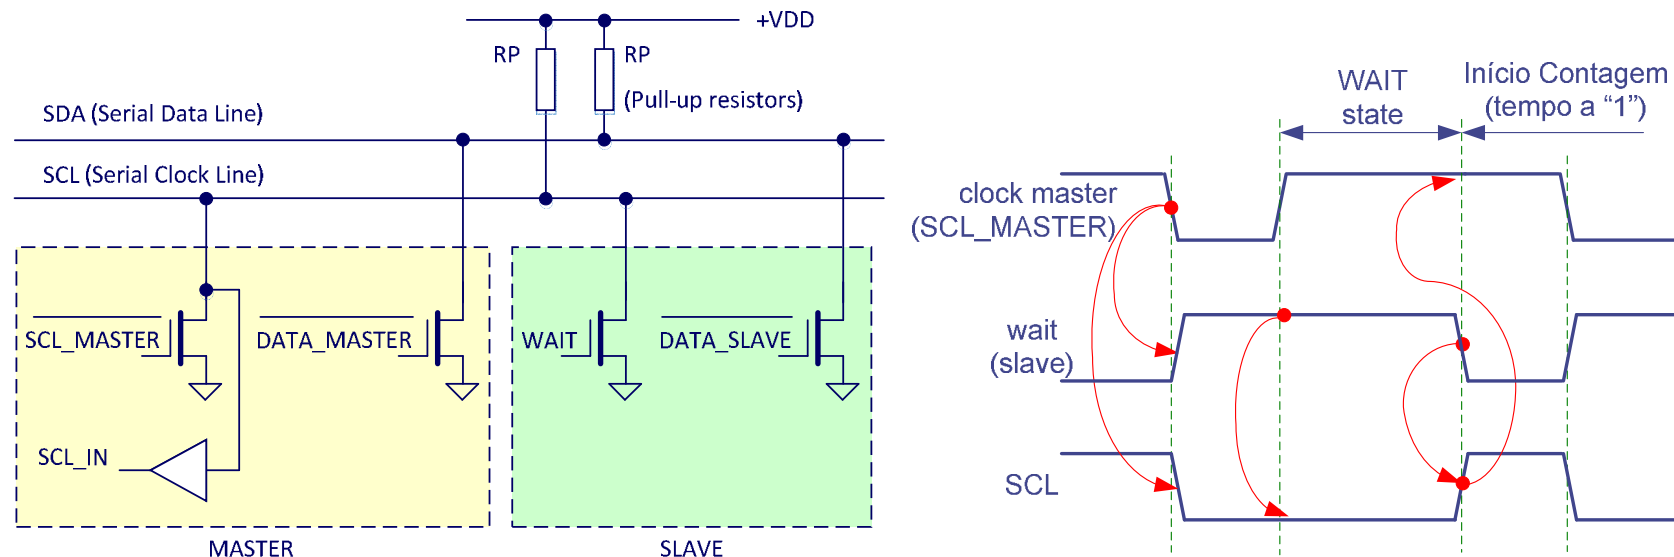 +VDD
RP
RP
(Pull-up resistors)
SDA (Serial Data Line)
SCL (Serial Clock Line)
SCL_MASTER
DATA_MASTER
WAIT
DATA_SLAVE
SCL_IN
MASTER
SLAVE
WAIT
state
Início Contagem
(tempo a “1”)
clock master
(SCL_MASTER)
wait
(slave)
SCL